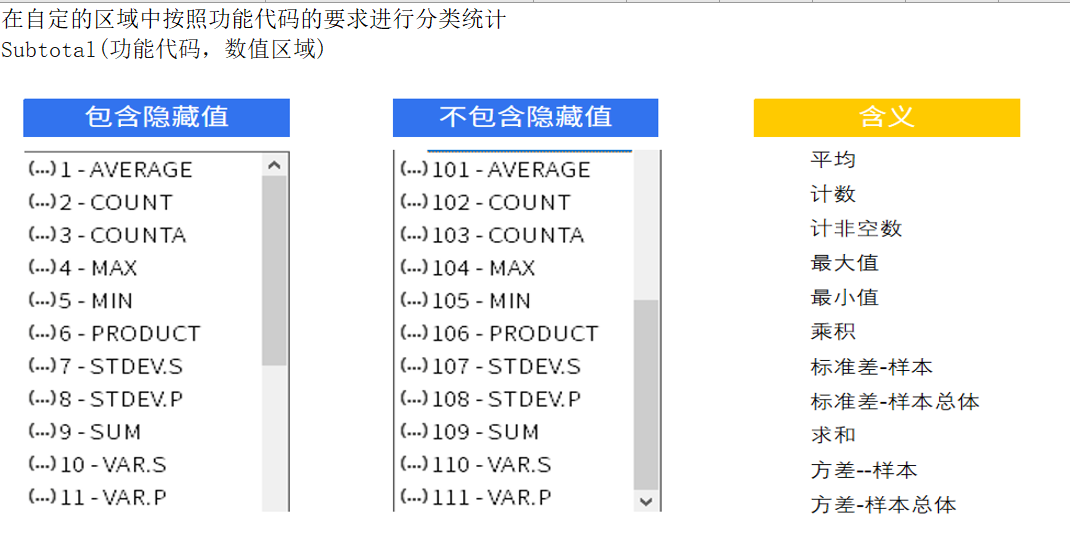 在自定的区域中按照功能代码的要求进行分类统计
Subtotal(功能代码，数值区域)
包含隐藏值 不包含隐藏值 含义
(...)1 - AVERAGE (...)101 - AVERAGE 平均
(...)2 - COUNT (...)102 - COUNT 计数
(...)3 - COUNTA (...)103 - COUNTA 计非空数
(...)4 - MAX (...)104 - MAX 最大值
(...)5 - MIN (...)105 - MIN 最小值
(...)6 - PRODUCT (...)106 - PRODUCT 乘积
(...)7 - STDEV.S (...)107 - STDEV.S 标准差-样本
(...)8 - STDEV.P (...)108 - STDEV.P 标准差-样本总体
(...)9 - SUM (...)109 - SUM 求和
(...)10 - VAR.S (...)110 - VAR.S 方差--样本
(...)11 - VAR.P (...)111 - VAR.P 方差-样本总体